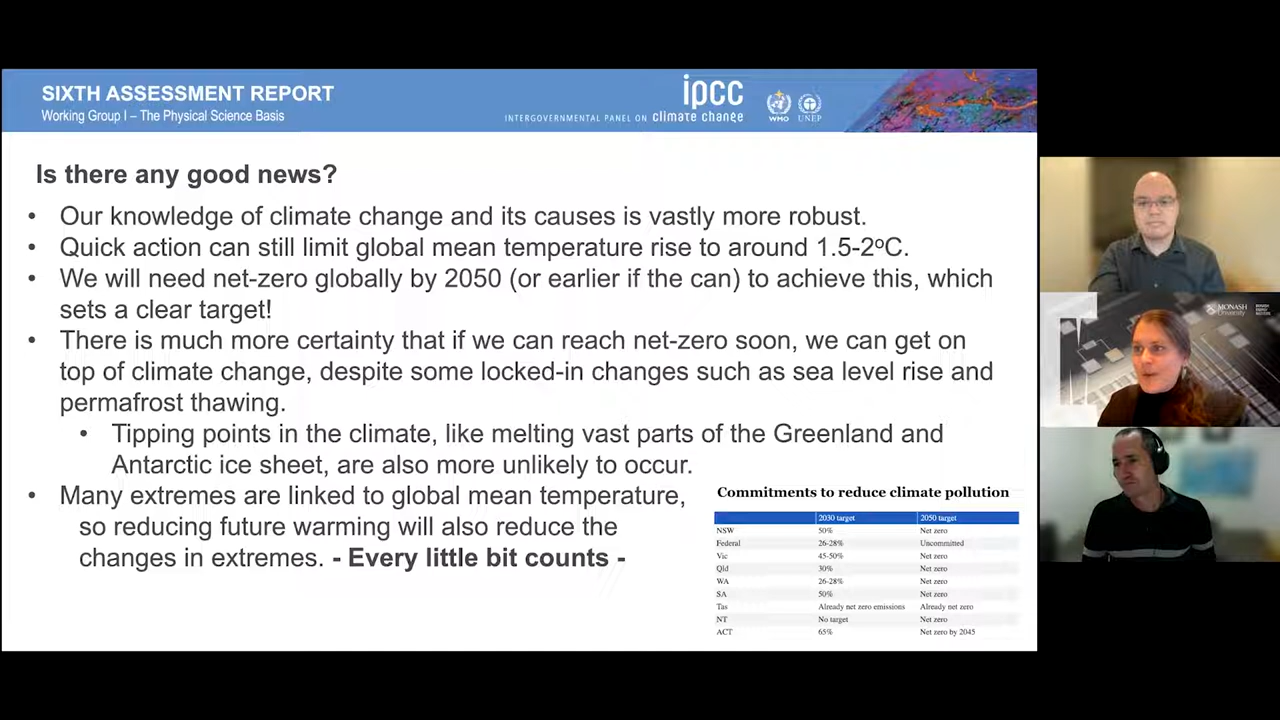 SIXTH ASSESSMENT REPORT
Working Group I – The Physical Science Basis
ipcc
INTERGOVERNMENTAL PANEL ON climate change
WMO
UNEP
Is there any good news?
• Our knowledge of climate change and its causes is vastly more robust.
• Quick action can still limit global mean temperature rise to around 1.5-2ºC.
• We will need net-zero globally by 2050 (or earlier if the can) to achieve this, which
sets a clear target!
• There is much more certainty that if we can reach net-zero soon, we can get on
top of climate change, despite some locked-in changes such as sea level rise and
permafrost thawing.
• Tipping points in the climate, like melting vast parts of the Greenland and
Antarctic ice sheet, are also more unlikely to occur.
• Many extremes are linked to global mean temperature,
so reducing future warming will also reduce the
changes in extremes. - Every little bit counts -
Commitments to reduce climate pollution
2030 target 2050 target
NSW 50% Net zero
Federal 26-28% Uncommitted
Vic 45-50% Net zero
Qld 30% Net zero
WA 26-28% Net zero
SA 50% Net zero
Tas Already net zero emissions Already net zero
NT No target Net zero
ACT 65% Net zero by 2045
MONASH
University